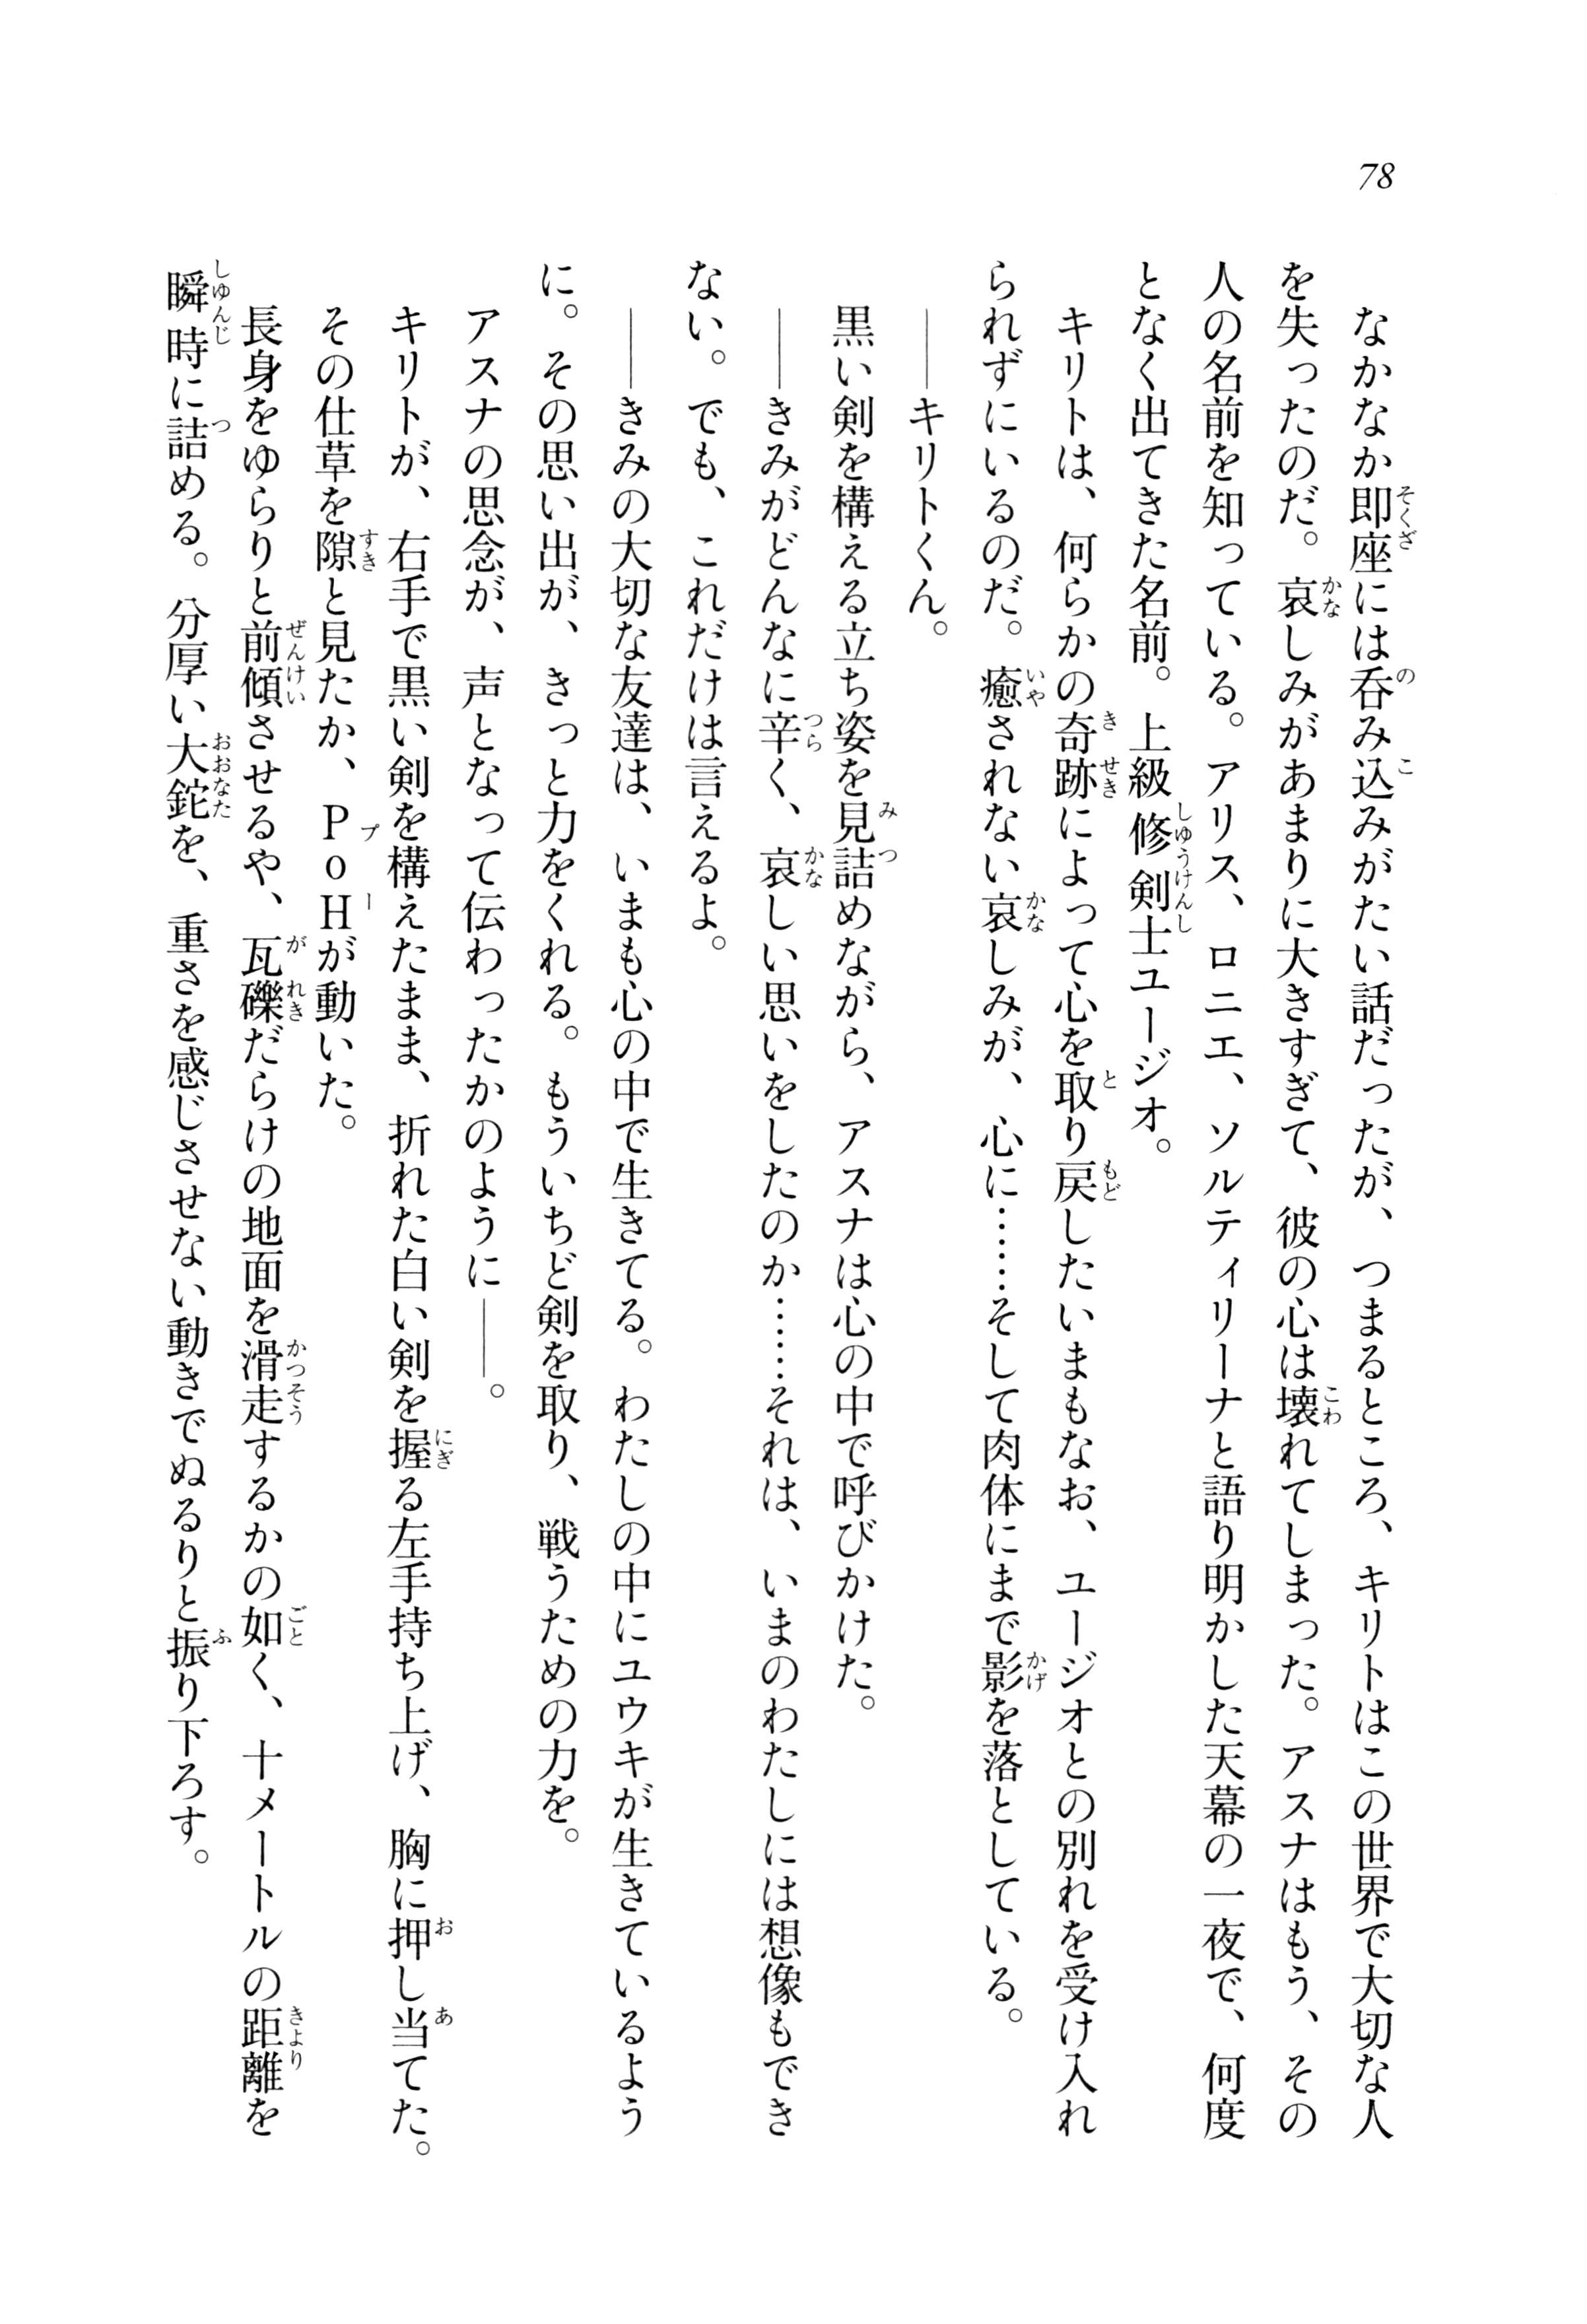 78
なかなか即座には呑み込みがたい話だったが、つまるところ、キリトはこの世界で大切な人
を失ったのだ。哀しみがあまりに大きすぎて、彼の心は壊れてしまった。アスナはもう、その
人の名前を知っている。アリス、ロニエ、ソルティリーナと語り明かした天幕の一夜で、何度
となく出てきた名前。上級修剣士ユージオ。
キリトは、何らかの奇跡によって心を取り戻したいまもなお、ユージオとの別れを受け入れ
られずにいるのだ。癒されない哀しみが、心に……そして肉体にまで影を落としている。
――キリトくん。
黒い剣を構える立ち姿を見詰めながら、アスナは心の中で呼びかけた。
――きみがどんなに辛く、哀しい思いをしたのか……それは、いまのわたしには想像もでき
ない。でも、これだけは言えるよ。
――きみの大切な友達は、いまも心の中で生きてる。わたしの中にユウキが生きているよう
に。その思い出が、きっと力をくれる。もういちど剣を取り、戦うための力を。
アスナの思念が、声となって伝わったかのように――。
キリトが、右手で黒い剣を構えたまま、折れた白い剣を握る左手持ち上げ、胸に押し当てた。
その仕草を隙と見たか、PoHが動いた。
長身をゆらりと前傾させるや、瓦礫だらけの地面を滑走するかの如く、十メートルの距離を
瞬時に詰める。分厚い大鉈を、重さを感じさせない動きでぬるりと振り下ろす。